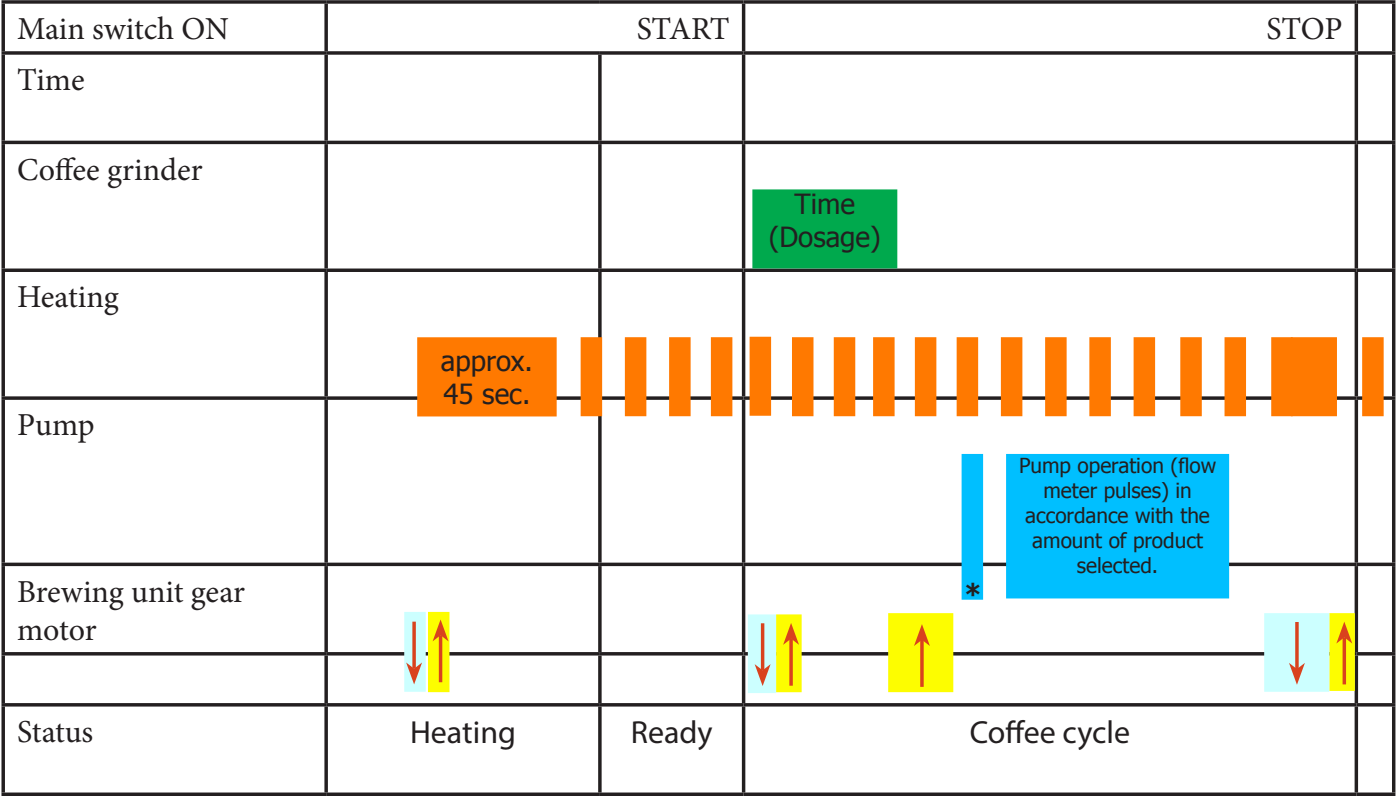 Main switch ON
START
STOP
Time
Coffee grinder
Time
(Dosage)
Heating
approx.
45 sec.
Pump
Pump operation (flow
meter pulses) in
accordance with the
amount of product
selected.
*
Brewing unit gear
motor
Status
Heating
Ready
Coffee cycle